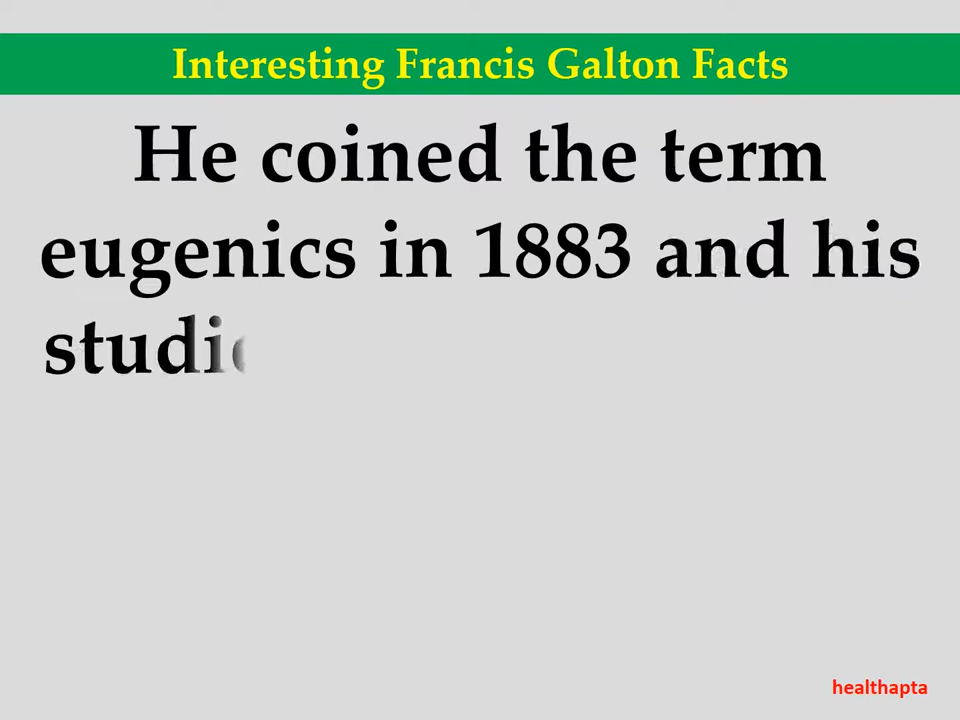 Interesting Francis Galton Facts
He coined the term
eugenics in 1883 and his
healthapta